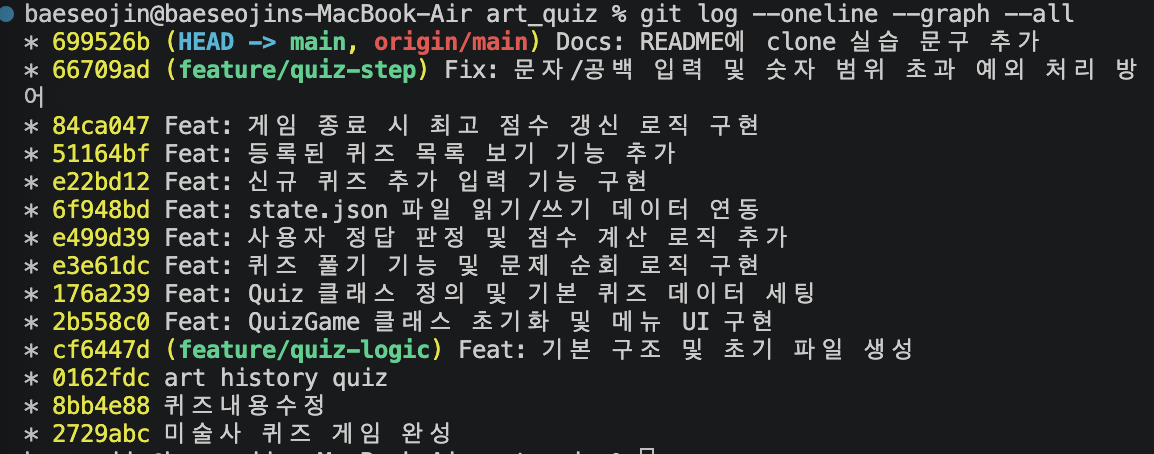 baeseojin@baeseojins-MacBook-Air art_quiz % git log --oneline --graph --all
* 699526b (HEAD -> main, origin/main) Docs: README에 clone 실습 문구 추가
* 66709ad (feature/quiz-step) Fix: 문자/공백 입력 및 숫자 범위 초과 예외 처리 방
어
* 84ca047 Feat: 게임 종료 시 최고 점수 갱신 로직 구현
* 51164bf Feat: 등록된 퀴즈 목록 보기 기능 추가
* e22bd12 Feat: 신규 퀴즈 추가 입력 기능 구현
* 6f948bd Feat: state.json 파일 읽기/쓰기 데이터 연동
* e499d39 Feat: 사용자 정답 판정 및 점수 계산 로직 추가
* e3e61dc Feat: 퀴즈 풀기 기능 및 문제 순회 로직 구현
* 176a239 Feat: Quiz 클래스 정의 및 기본 퀴즈 데이터 세팅
* 2b558c0 Feat: QuizGame 클래스 초기화 및 메뉴 UI 구현
* cf6447d (feature/quiz-logic) Feat: 기본 구조 및 초기 파일 생성
* 0162fdc art history quiz
* 8bb4e88 퀴즈내용수정
* 2729abc 미술사 퀴즈 게임 완성